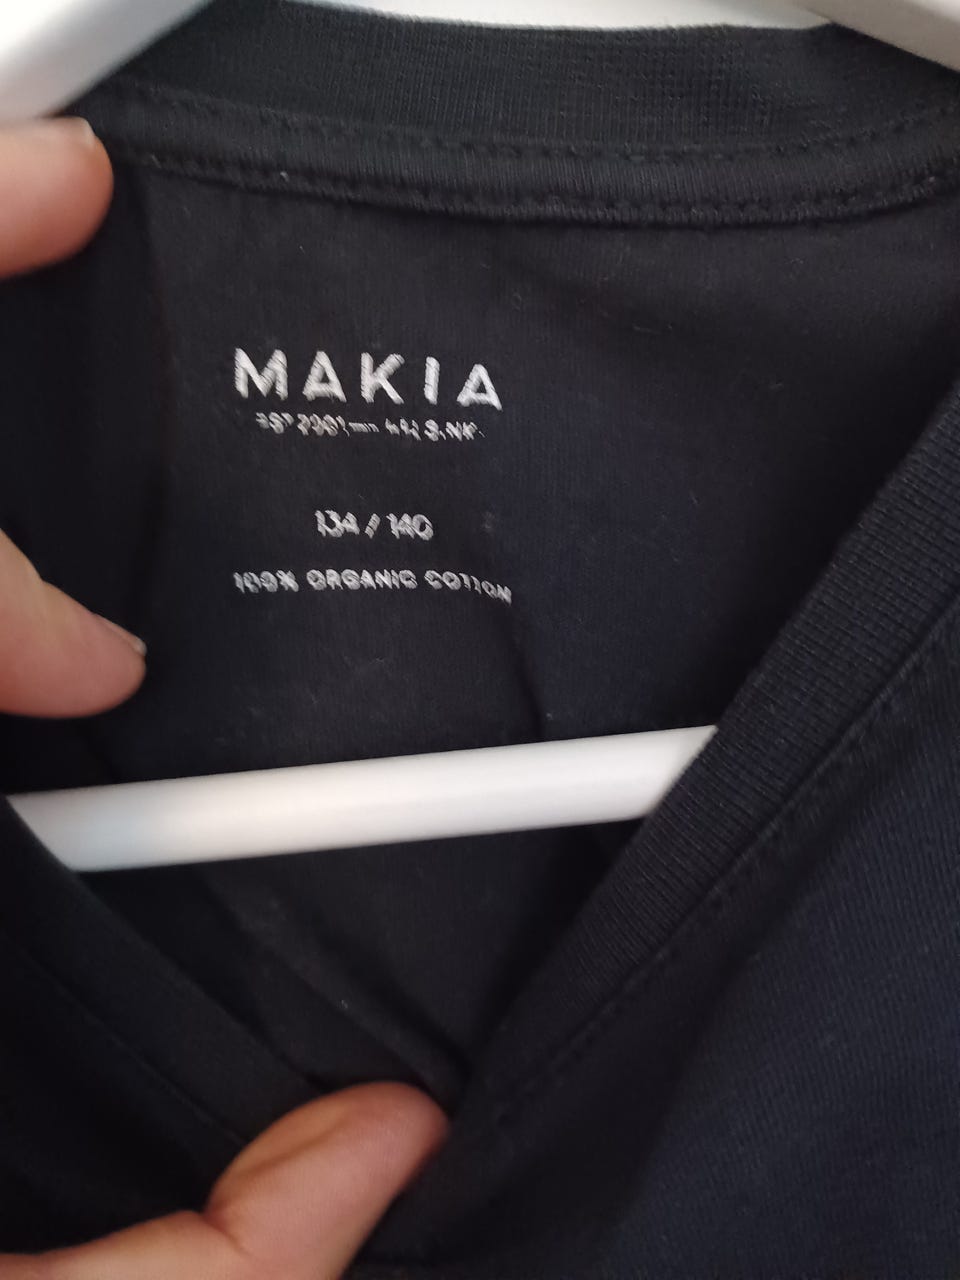 MAKIA
134 / 140
100% ORGANIC COTTON